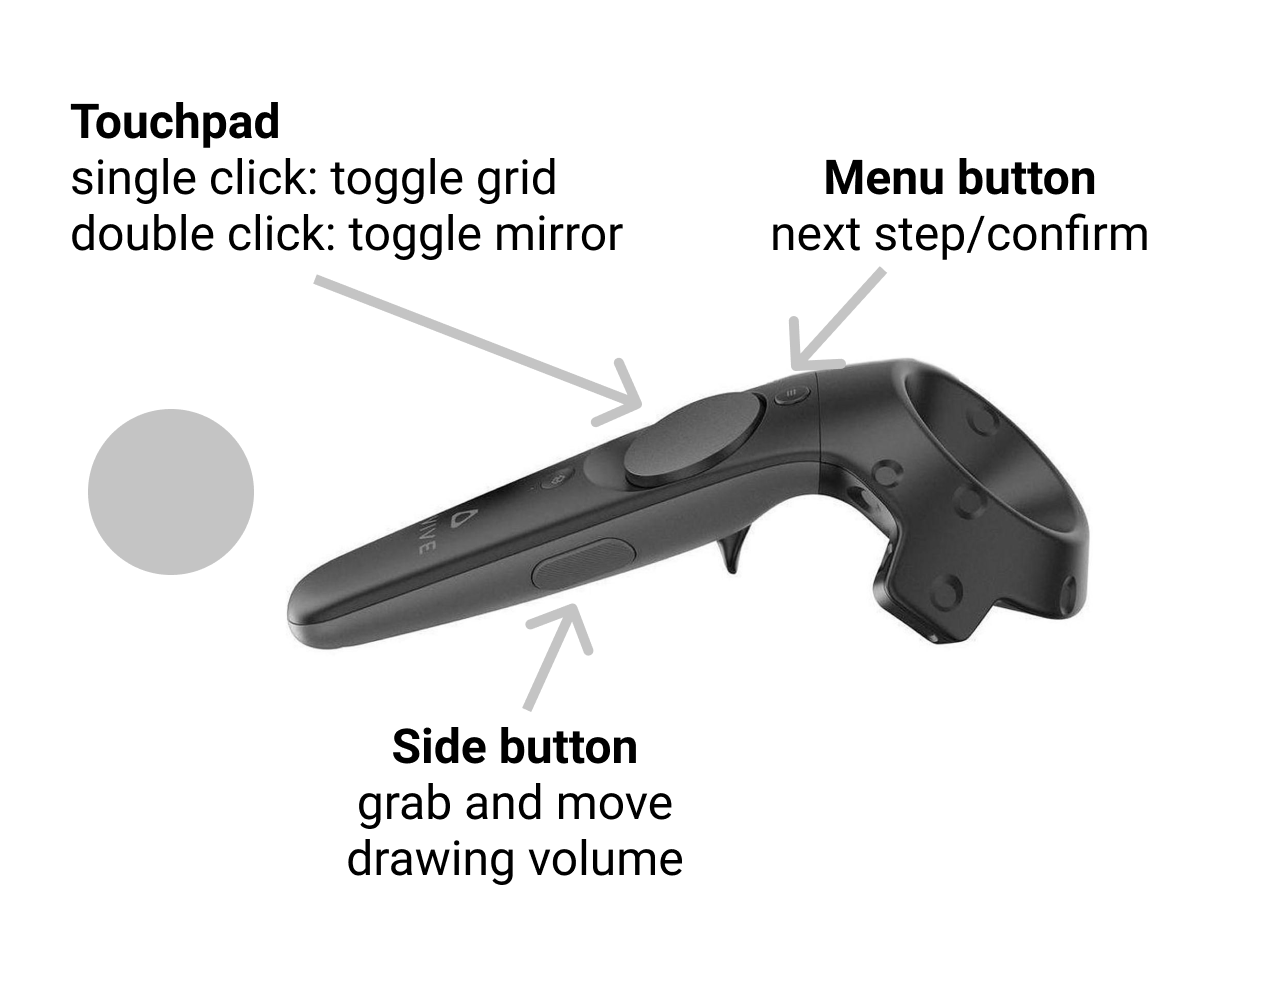 Touchpad
single click: toggle grid
double click: toggle mirror
Menu button
next step/confirm
VIVE
Side button
grab and move
drawing volume